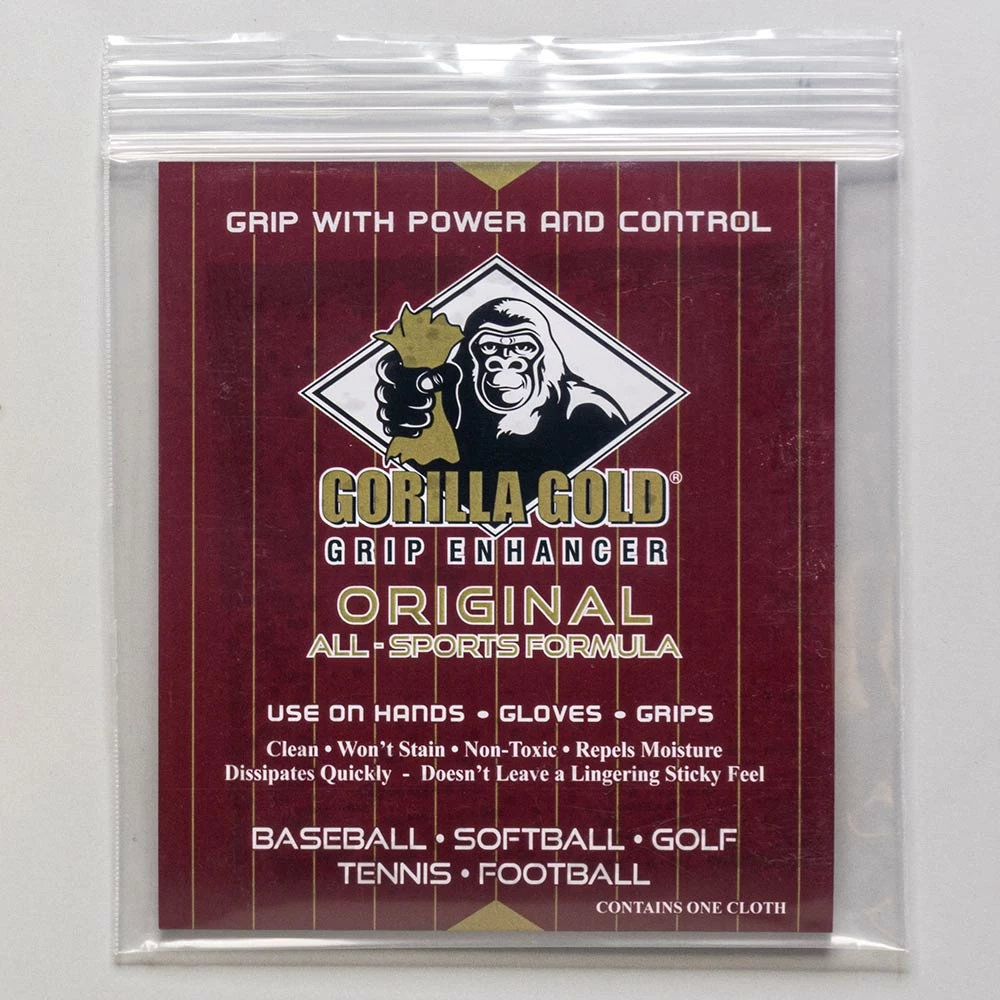 GRIP WITH POWER AND CONTROL
GORILLA GOLD®
GRIP ENHANCER
ORIGINAL
ALL-SPORTS FORMULA
USE ON HANDS • GLOVES • GRIPS
Clean • Won't Stain • Non-Toxic • Repels Moisture
Dissipates Quickly - Doesn't Leave a Lingering Sticky Feel
BASEBALL • SOFTBALL • GOLF
TENNIS • FOOTBALL
CONTAINS ONE CLOTH